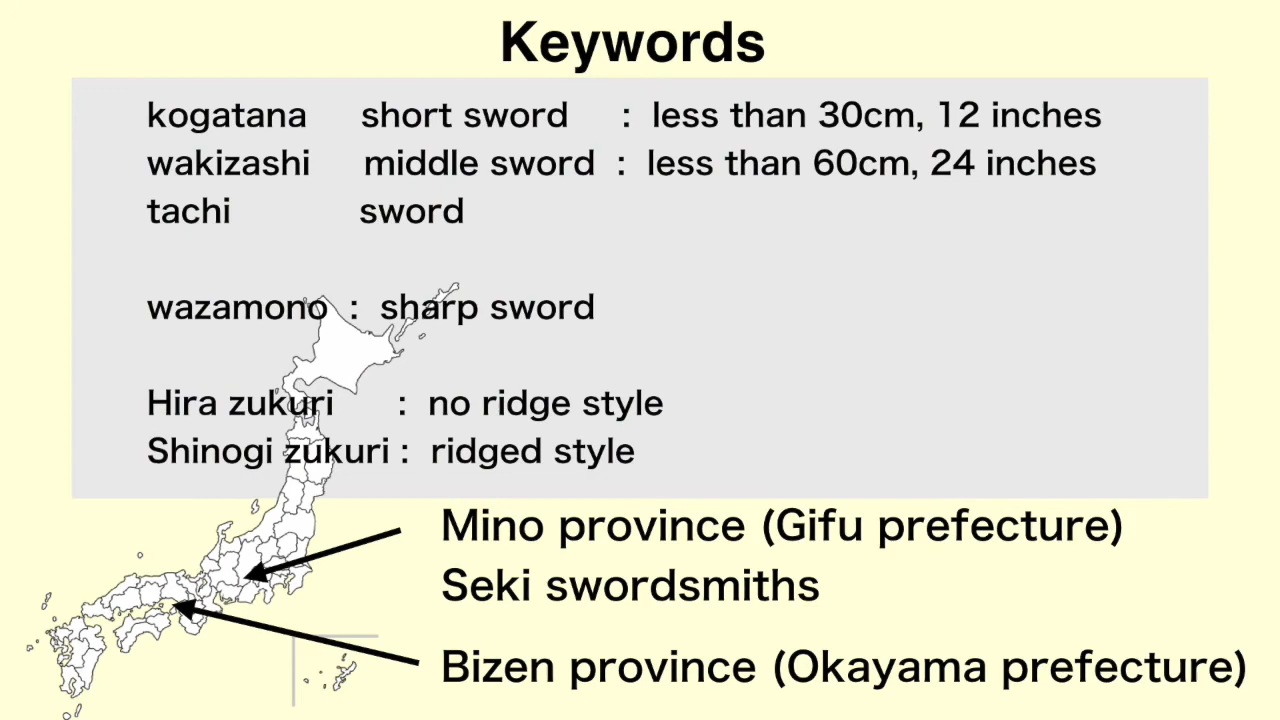 Keywords
kogatana short sword : less than 30cm, 12 inches
wakizashi middle sword : less than 60cm, 24 inches
tachi sword
wazamono : sharp sword
Hira zukuri : no ridge style
Shinogi zukuri : ridged style
Mino province (Gifu prefecture)
Seki swordsmiths
Bizen province (Okayama prefecture)